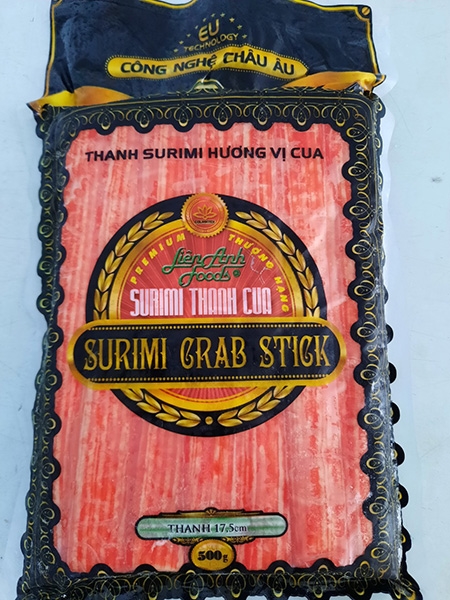 EU
TECHNOLOGY
CÔNG NGHỆ CHÂU ÂU
THANH SURIMI HƯƠNG VỊ CUA
PREMIUM THƯỢNG HẠNG
Liên Anh
Foods ®
SURIMI THANH CUA
SURIMI CRAB STICK
THANH 17,5cm
500g